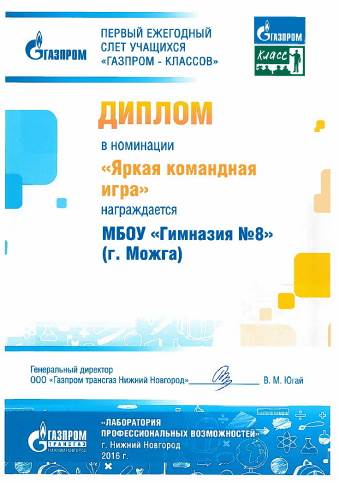 ГАЗПРОМ
ПЕРВЫЙ ЕЖЕГОДНЫЙ
СЛЕТ УЧАЩИХСЯ
«ГАЗПРОМ - КЛАССОВ»
ГАЗПРОМ
класс
ДИПЛОМ
в номинации
«Яркая командная
игра»
награждается
МБОУ «Гимназия №8»
(г. Можга)
Генеральный директор
ООО «Газпром трансгаз Нижний Новгород»
В. М. Югай
ГАЗПРОМ
ТРАНСГАЗ
НИЖНИЙ НОВГОРОД
«ЛАБОРАТОРИЯ
ПРОФЕССИОНАЛЬНЫХ ВОЗМОЖНОСТЕЙ»
г. Нижний Новгород
2016 г.